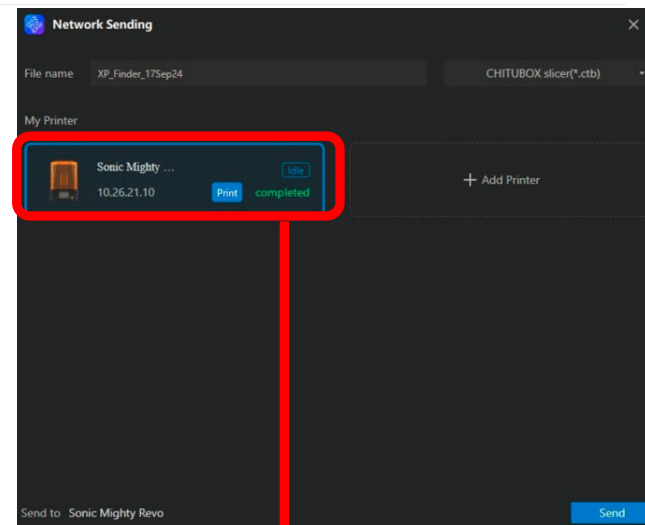 Network Sending
File name XP_Finder_17Sep24 CHITUBOX slicer(*.ctb)
My Printer
Sonic Mighty ... Idle
10.26.21.10 Print completed
+ Add Printer
Send to Sonic Mighty Revo Send